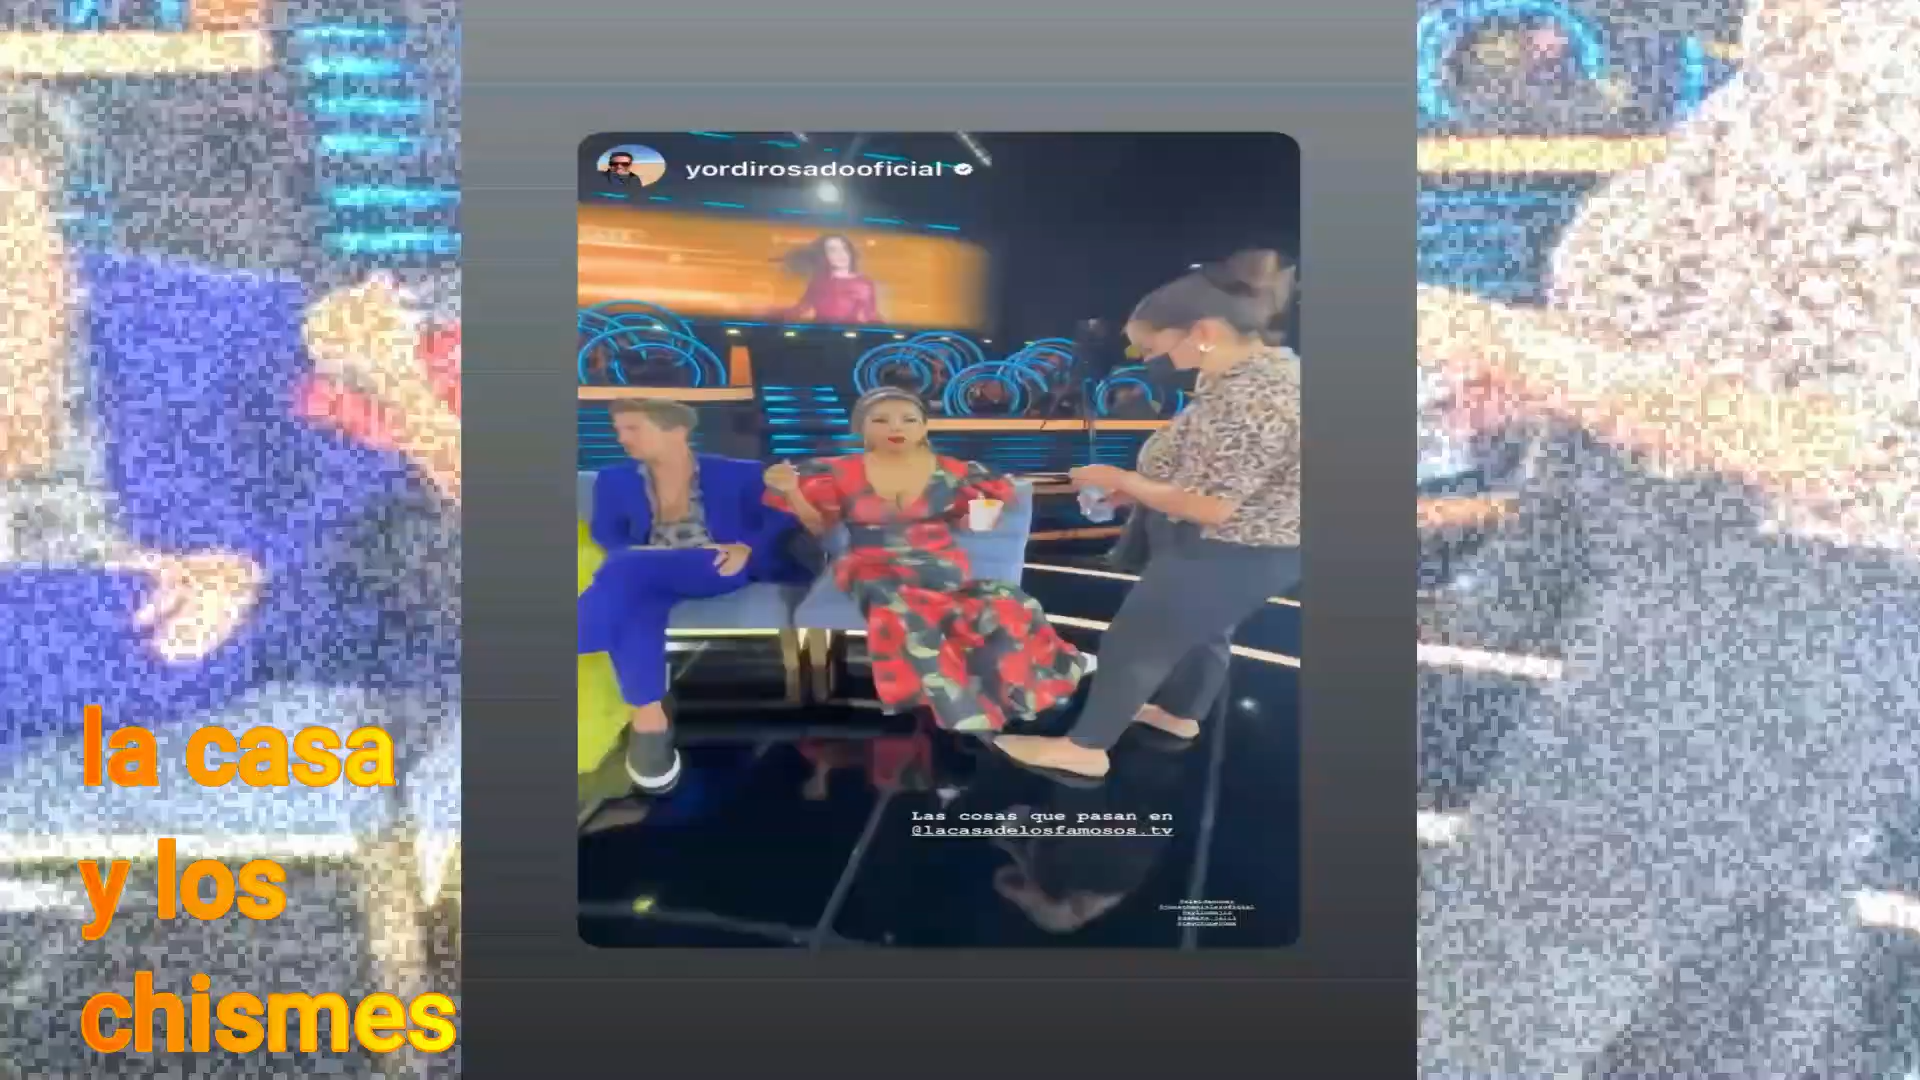 yordirosadooficial
Las cosas que pasan en
@lacasadelosfamosos.tv
la casa
y los
chismes